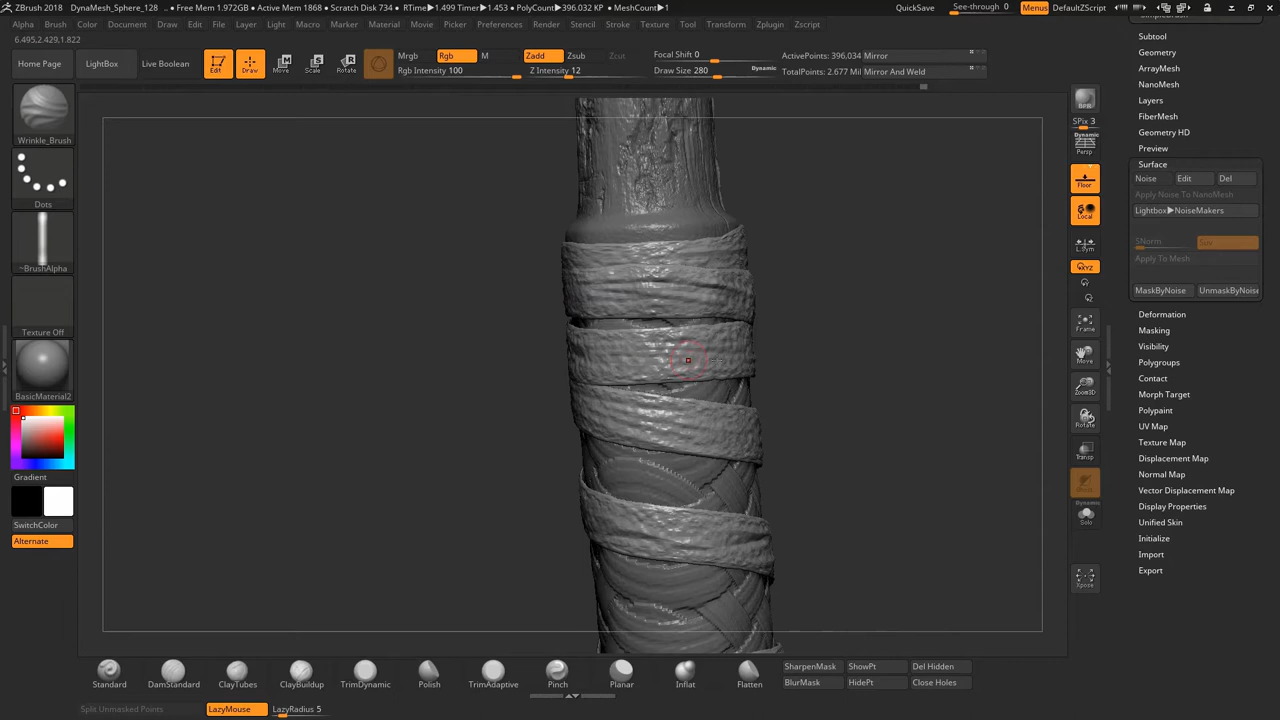 ZBrush 2018 DynaMesh_Sphere_128 • Free Mem 1.972GB • Active Mem 1868 • Scratch Disk 734 • RTime▶1.499 Timer▶1.453 • PolyCount▶396.032 KP • MeshCount▶1 QuickSave See-through 0 Menus DefaultZScript
Alpha Brush Color Document Draw Edit File Layer Light Macro Marker Material Movie Picker Preferences Render Stencil Stroke Texture Tool Transform Zplugin Zscript
6.495,2.429,1.822
Home Page LightBox Live Boolean Edit Draw Move Scale Rotate
Mrgb Rgb M Zadd Zsub Zcut Focal Shift 0 ActivePoints: 396,034 Mirror
Rgb Intensity 100 Z Intensity 12 Draw Size 280 Dynamic TotalPoints: 2.677 Mil Mirror And Weld
Wrinkle_Brush
Dots
~BrushAlpha
Texture Off
BasicMaterial2
Gradient
SwitchColor
Alternate
BPR
SPix 3
Dynamic
Persp
Floor
Local
L.Sym
XYZ
Frame
Move
Zoom3D
Rotate
Transp
Dynamic
Solo
Xpose
Subtool
Geometry
ArrayMesh
NanoMesh
Layers
FiberMesh
Geometry HD
Preview
Surface
Noise Edit Del
Apply Noise To NanoMesh
Lightbox▶NoiseMakers
SNorm
Apply To Mesh
MaskByNoise UnmaskByNoise
Deformation
Masking
Visibility
Polygroups
Contact
Morph Target
Polypaint
UV Map
Texture Map
Displacement Map
Normal Map
Vector Displacement Map
Display Properties
Unified Skin
Initialize
Import
Export
Standard DamStandard ClayTubes ClayBuildup TrimDynamic Polish TrimAdaptive Pinch Planar Inflat Flatten
SharpenMask ShowPt Del Hidden
BlurMask HidePt Close Holes
Split Unmasked Points LazyMouse LazyRadius 5